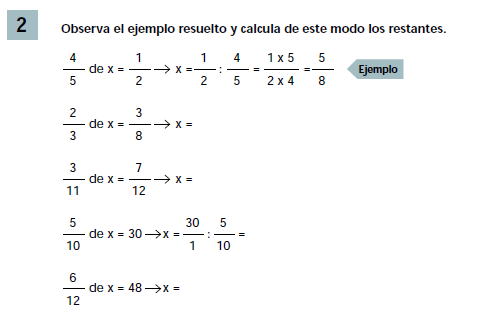 2 Observa el ejemplo resuelto y calcula de este modo los restantes.
4/5 de x = 1/2 → x = 1/2 : 4/5 = 1 x 5/2 x 4 = 5/8 Ejemplo
2/3 de x = 3/8 → x =
3/11 de x = 7/12 → x =
5/10 de x = 30 → x = 30/1 : 5/10 =
6/12 de x = 48 → x =